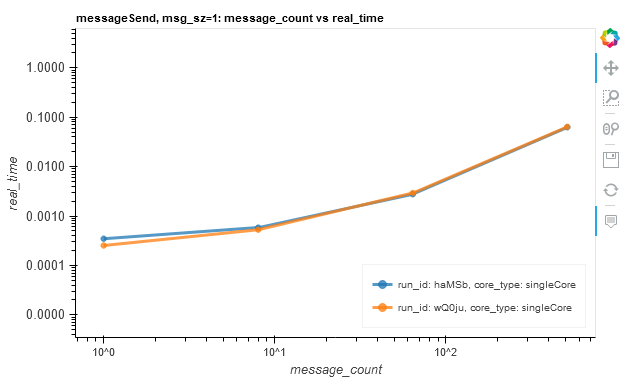 messageSend, msg_sz=1: message_count vs real_time
1.0000
0.1000
0.0100
0.0010
0.0001
0.0000
real_time
run_id: haMSb, core_type: singleCore
run_id: wQ0ju, core_type: singleCore
10^0
10^1
10^2
message_count